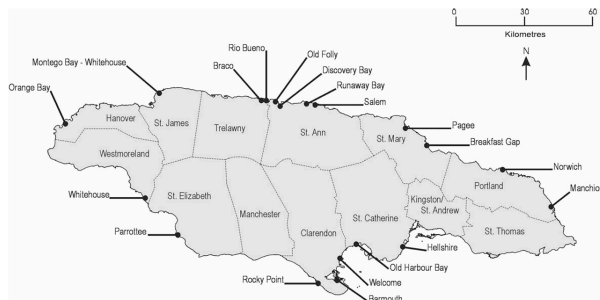 0 30 60
Kilometres
N
Rio Bueno
Old Folly
Braco
Discovery Bay
Montego Bay - Whitehouse
Runaway Bay
Orange Bay
Salem
Hanover
St. James
Trelawny
St. Ann
St. Mary
Pagee
Breakfast Gap
Westmoreland
Norwich
Portland
Manchio
Whitehouse
St. Elizabeth
Manchester
Clarendon
St. Catherine
Kingston/
St. Andrew
St. Thomas
Parrottee
Hellshire
Old Harbour Bay
Rocky Point
Welcome
Barmouth